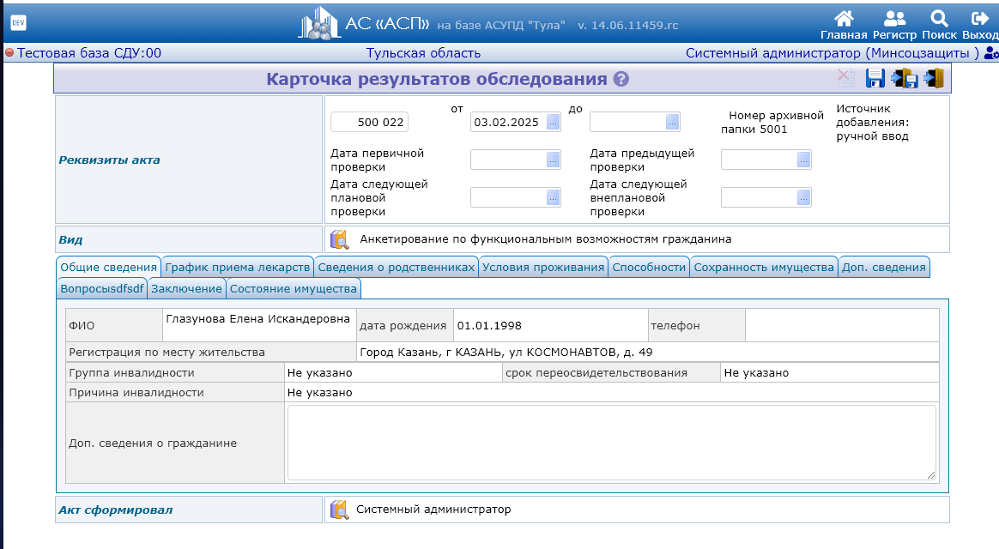 DEV
АС «АСП» на базе АСУПД "Тула" v. 14.06.11459.rc
Главная Регистр Поиск Выход
Тестовая база СДУ:00 Тульская область Системный администратор (Минсоцзащиты )
Карточка результатов обследования ?
Реквизиты акта
500 022 от 03.02.2025 ... до ...
Номер архивной
папки 5001
Источник
добавления:
ручной ввод
Дата первичной
проверки ...
Дата предыдущей
проверки ...
Дата следующей
плановой
проверки ...
Дата следующей
внеплановой
проверки ...
Вид Анкетирование по функциональным возможностям гражданина
Общие сведения График приема лекарств Сведения о родственниках Условия проживания Способности Сохранность имущества Доп. сведения
Вопросыsdfsdf Заключение Состояние имущества
ФИО Глазунова Елена Искандеровна дата рождения 01.01.1998 телефон
Регистрация по месту жительства Город Казань, г КАЗАНЬ, ул КОСМОНАВТОВ, д. 49
Группа инвалидности Не указано срок переосвидетельствования Не указано
Причина инвалидности Не указано
Доп. сведения о гражданине
Акт сформировал Системный администратор